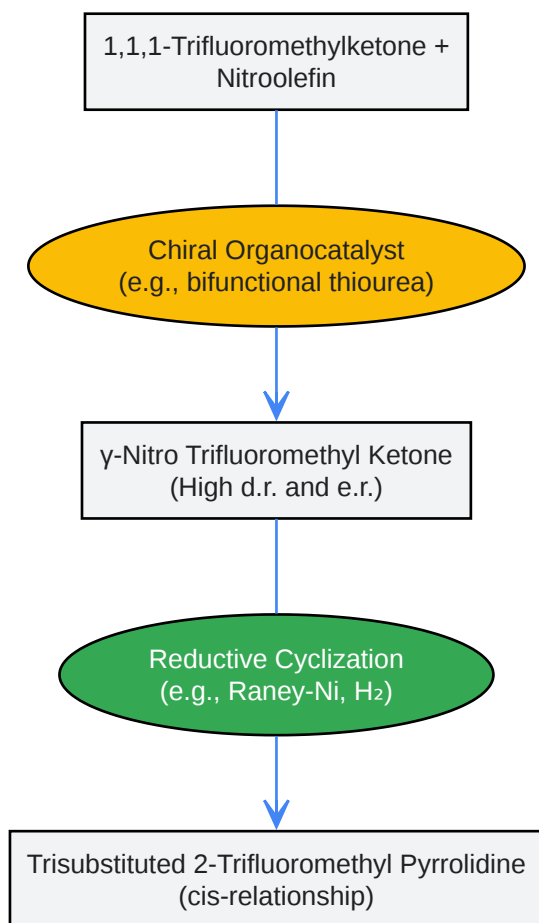 1,1,1-Trifluoromethylketone +
Nitroolefin
Chiral Organocatalyst
(e.g., bifunctional thiourea)
γ-Nitro Trifluoromethyl Ketone
(High d.r. and e.r.)
Reductive Cyclization
(e.g., Raney-Ni, H₂)
Trisubstituted 2-Trifluoromethyl Pyrrolidine
(cis-relationship)